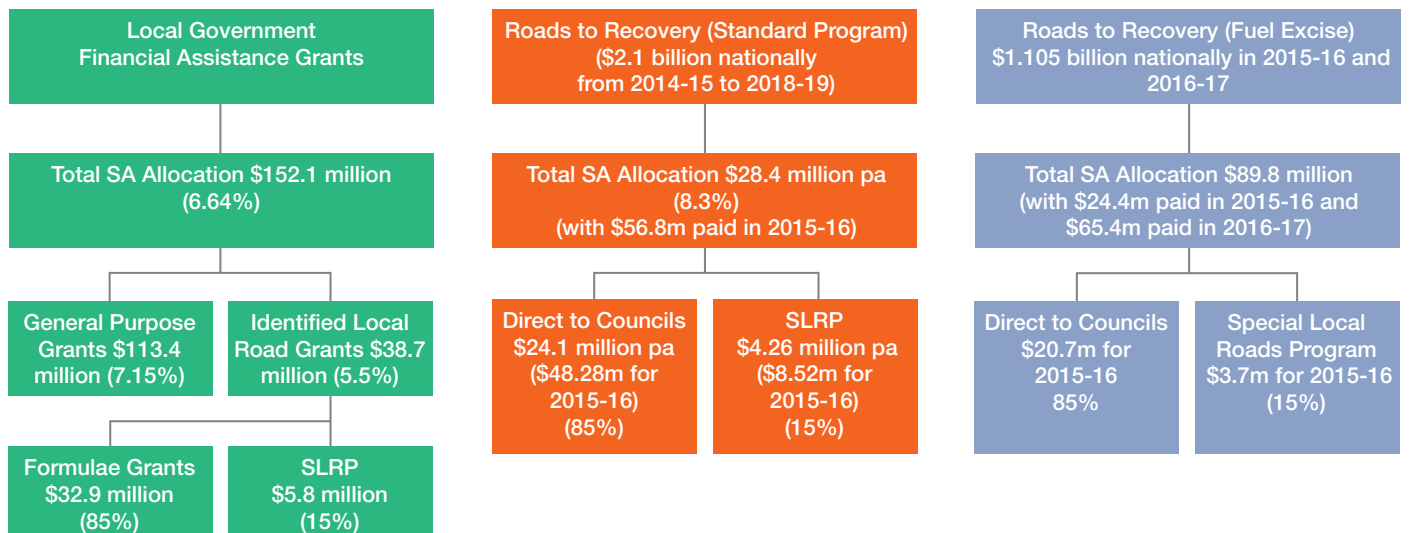 Local Government
Financial Assistance Grants
Total SA Allocation $152.1 million
(6.64%)
General Purpose
Grants $113.4
million (7.15%)
Identified Local
Road Grants $38.7
million (5.5%)
Formulae Grants
$32.9 million
(85%)
SLRP
$5.8 million
(15%)
Roads to Recovery (Standard Program)
($2.1 billion nationally
from 2014-15 to 2018-19)
Total SA Allocation $28.4 million pa
(8.3%)
(with $56.8m paid in 2015-16)
Direct to Councils
$24.1 million pa
($48.28m for
2015-16)
(85%)
SLRP
$4.26 million pa
($8.52m for
2015-16)
(15%)
Roads to Recovery (Fuel Excise)
$1.105 billion nationally in 2015-16 and
2016-17
Total SA Allocation $89.8 million
(with $24.4m paid in 2015-16 and
$65.4m paid in 2016-17)
Direct to Councils
$20.7m for
2015-16
85%
Special Local
Roads Program
$3.7m for 2015-16
(15%)